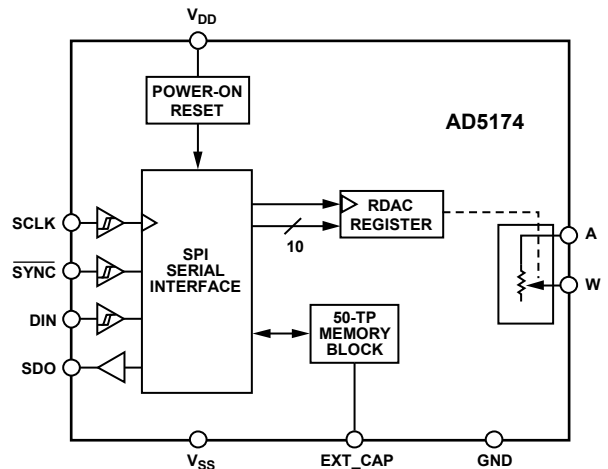 VDD
POWER-ON
RESET
AD5174
SCLK
SYNC
DIN
SDO
SPI
SERIAL
INTERFACE
10
RDAC
REGISTER
A
W
50-TP
MEMORY
BLOCK
VSS
EXT_CAP
GND